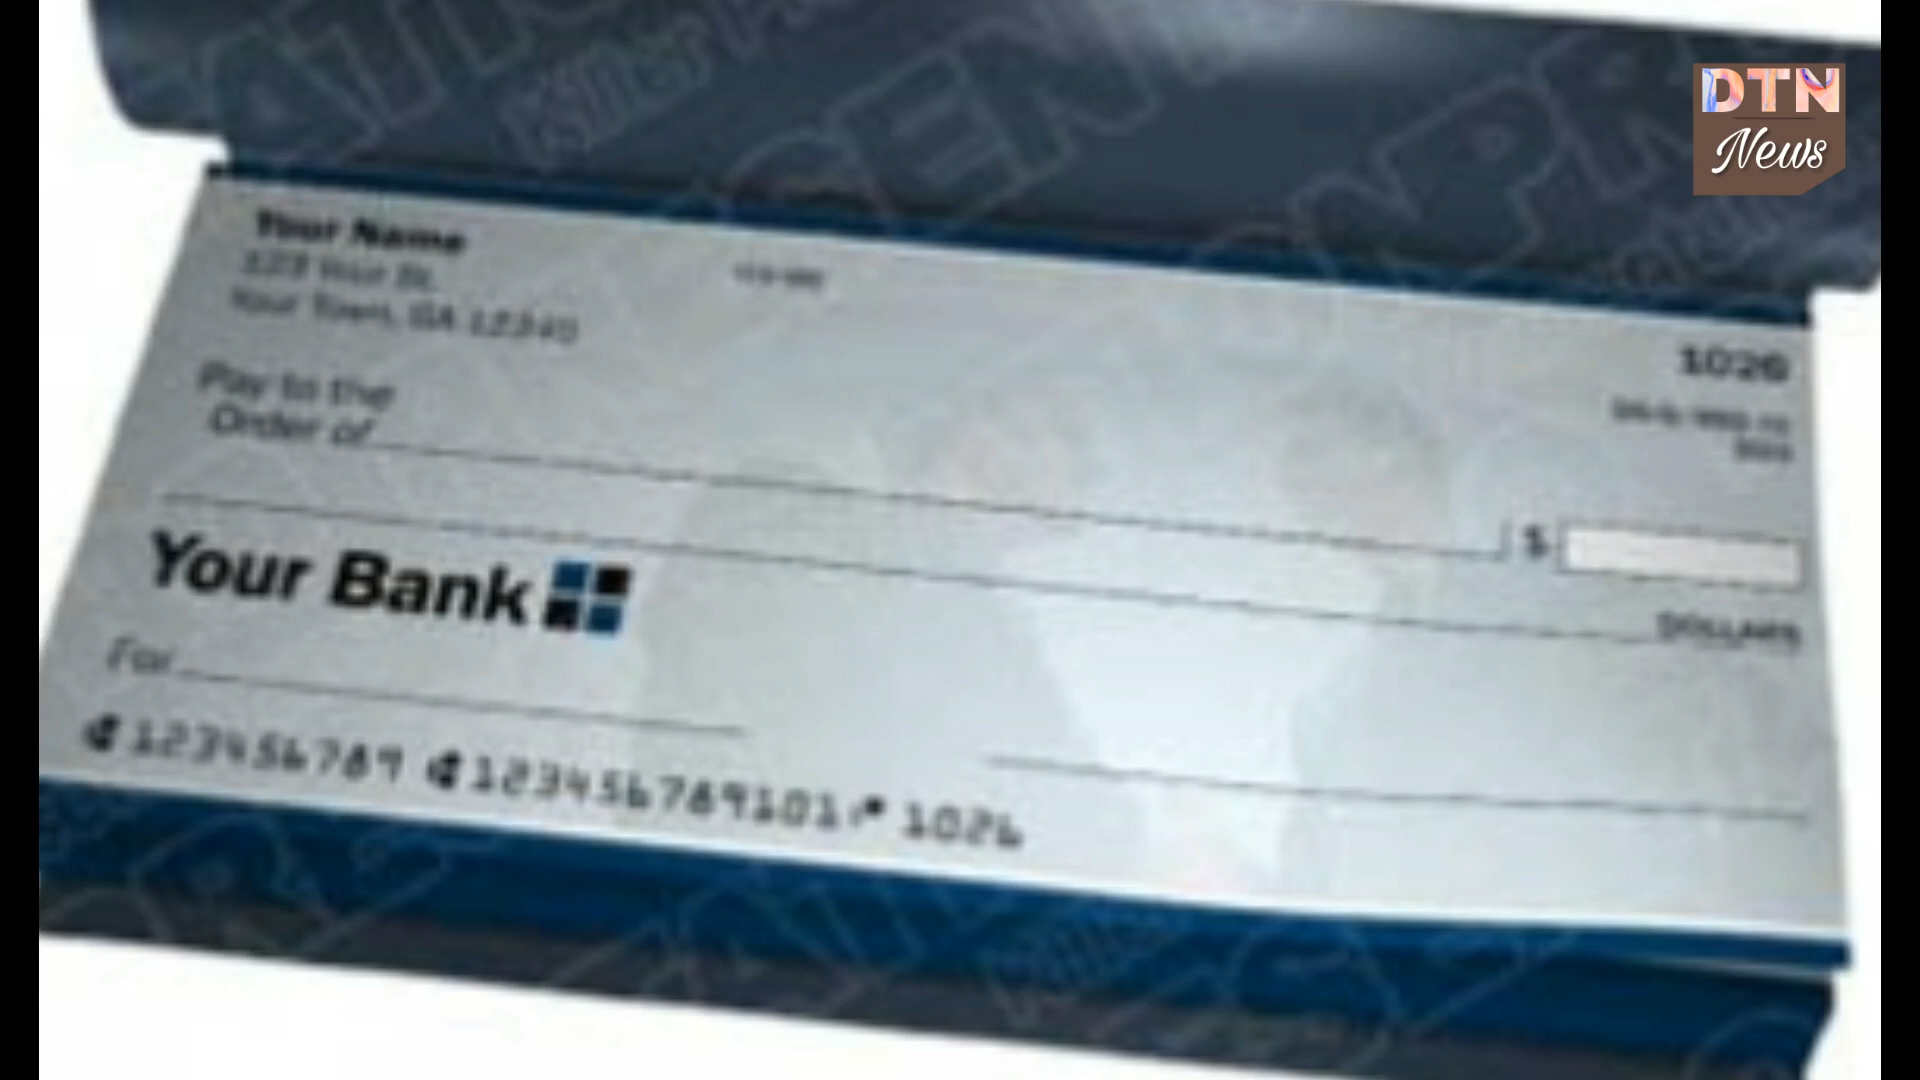 DTN
News
Your Name
123 Your St.
Your Town, GA 12345
1026
Pay to the
Order of
$
DOLLARS
Your Bank
For
⑆123456789 ⑆123456789101⑈ 1026